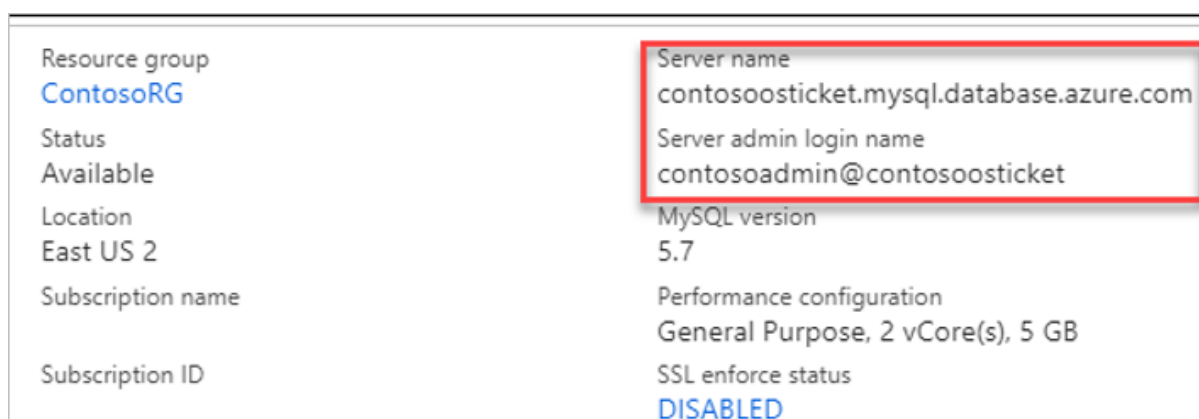 Resource group
ContosoRG
Status
Available
Location
East US 2
Subscription name
Subscription ID
Server name
contosoosticket.mysql.database.azure.com
Server admin login name
contosoadmin@contosoosticket
MySQL version
5.7
Performance configuration
General Purpose, 2 vCore(s), 5 GB
SSL enforce status
DISABLED